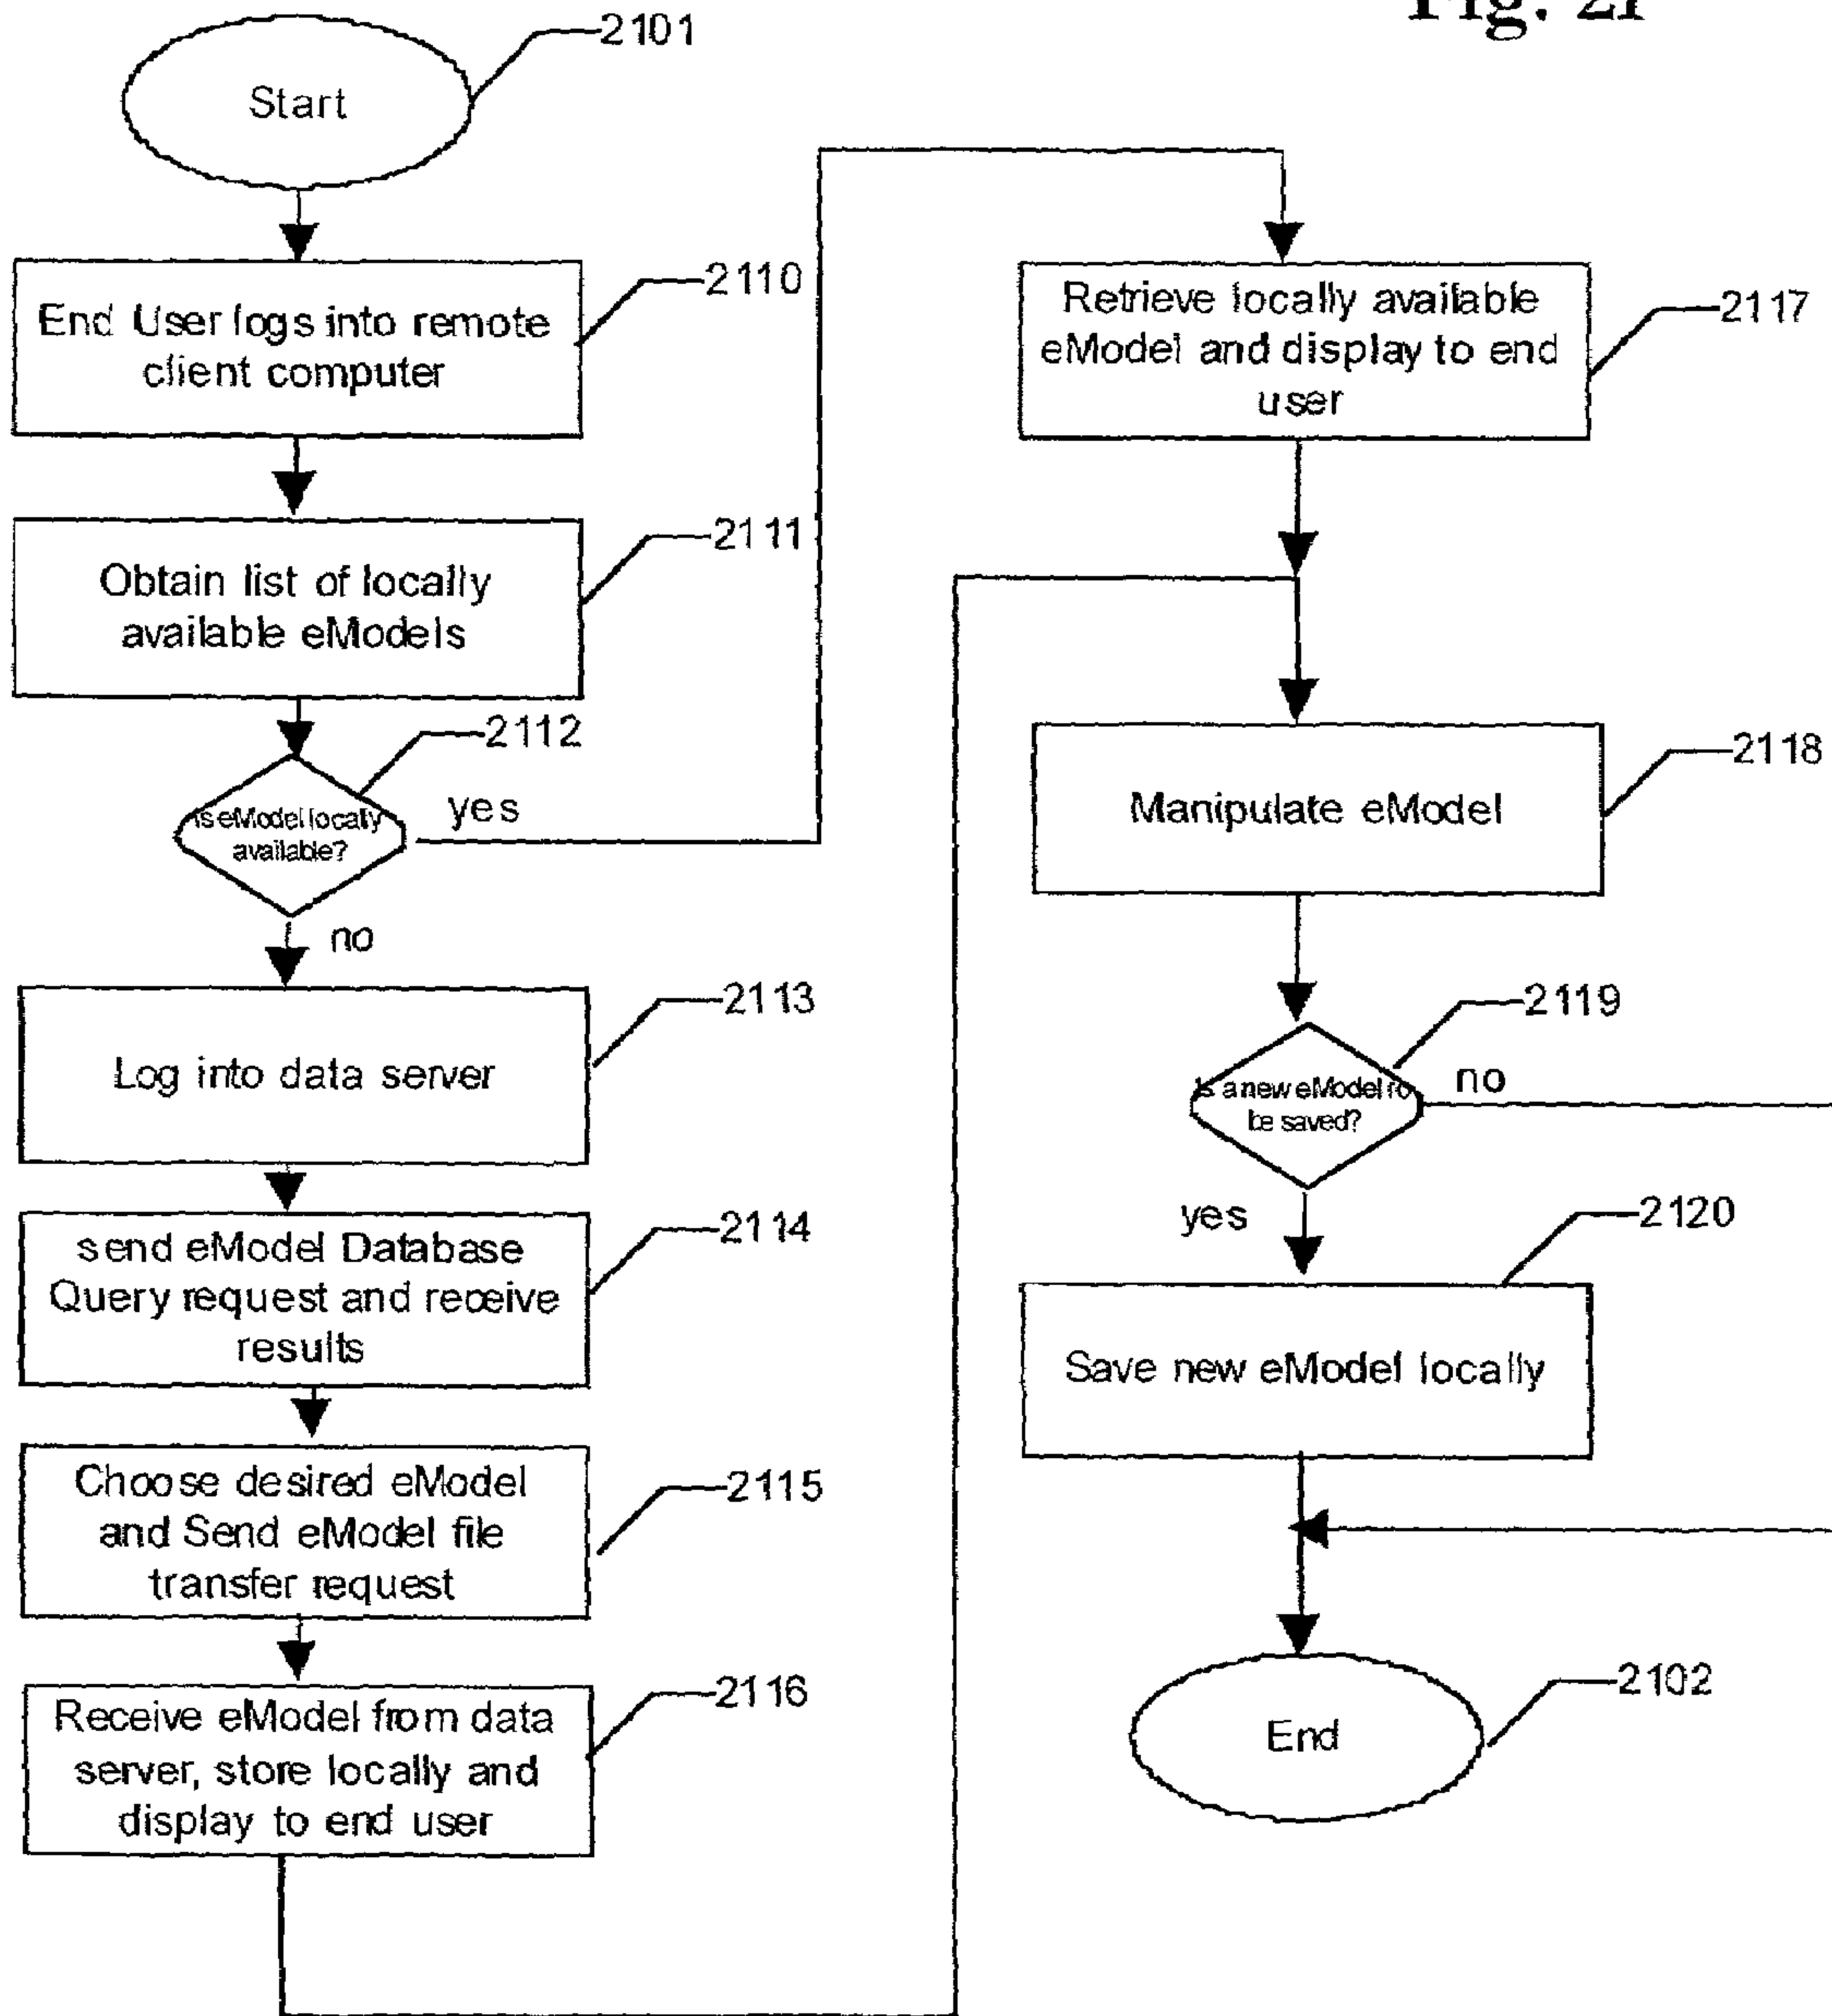 2101
Start
2110
End User logs into remote
client computer
2111
Obtain list of locally
available eModels
2112
is eModel locally
available?
yes
no
2113
Log into data server
2114
send eModel Database
Query request and receive
results
2115
Choose desired eModel
and Send eModel file
transfer request
2116
Receive eModel from data
server, store locally and
display to end user
2117
Retrieve locally available
eModel and display to end
user
2118
Manipulate eModel
2119
Is a new eModel ro
be saved?
no
yes
2120
Save new eModel locally
2102
End